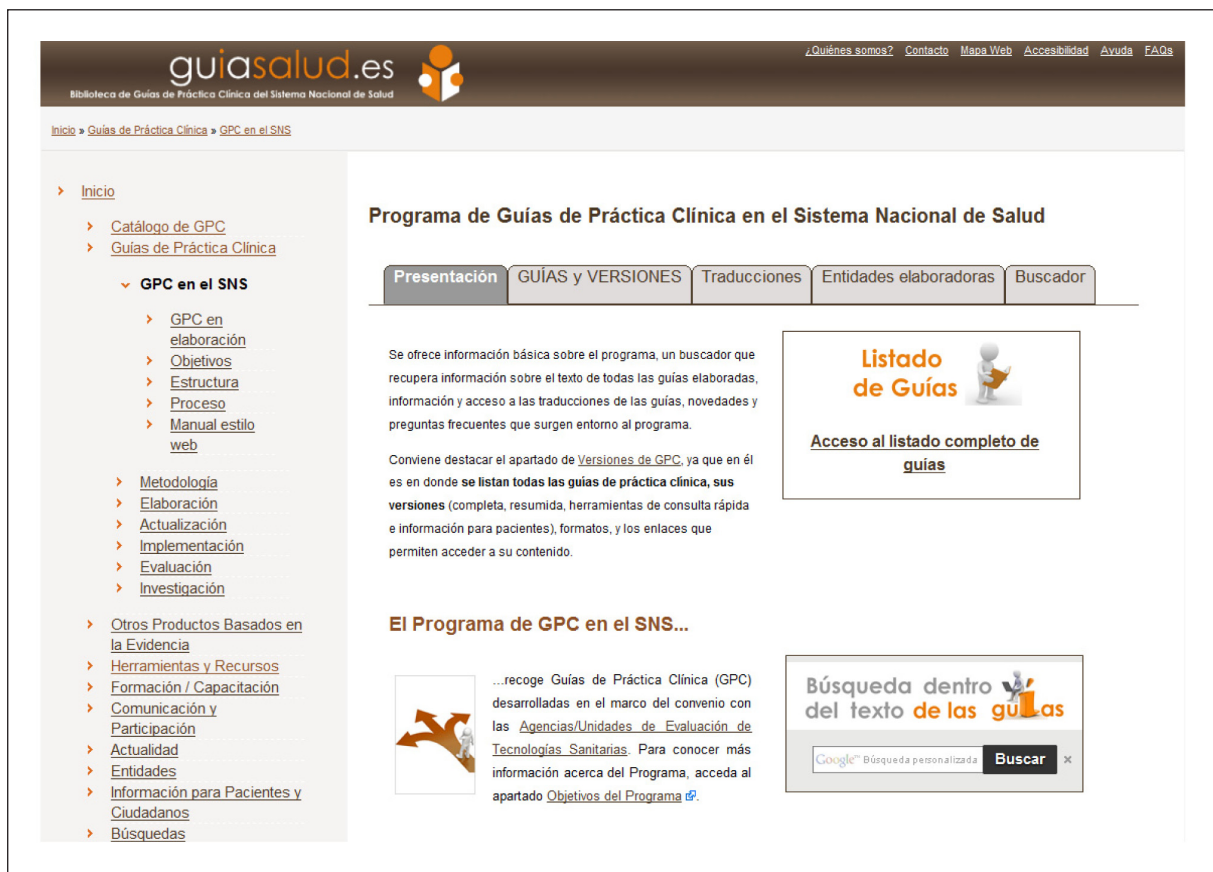 guiasalud.es
Biblioteca de Guías de Práctica Clínica del Sistema Nacional de Salud
¿Quiénes somos? Contacto Mapa Web Accesibilidad Ayuda FAQs
Inicio » Guías de Práctica Clínica » GPC en el SNS
Inicio
Catálogo de GPC
Guías de Práctica Clínica
GPC en el SNS
GPC en
elaboración
Objetivos
Estructura
Proceso
Manual estilo
web
Metodología
Elaboración
Actualización
Implementación
Evaluación
Investigación
Otros Productos Basados en
la Evidencia
Herramientas y Recursos
Formación / Capacitación
Comunicación y
Participación
Actualidad
Entidades
Información para Pacientes y
Ciudadanos
Búsquedas
Programa de Guías de Práctica Clínica en el Sistema Nacional de Salud
Presentación GUÍAS y VERSIONES Traducciones Entidades elaboradoras Buscador
Se ofrece información básica sobre el programa, un buscador que
recupera información sobre el texto de todas las guías elaboradas,
información y acceso a las traducciones de las guías, novedades y
preguntas frecuentes que surgen entorno al programa.
Conviene destacar el apartado de Versiones de GPC, ya que en él
es en donde se listan todas las guías de práctica clínica, sus
versiones (completa, resumida, herramientas de consulta rápida
e información para pacientes), formatos, y los enlaces que
permiten acceder a su contenido.
Listado
de Guías
Acceso al listado completo de
guías
El Programa de GPC en el SNS...
...recoge Guías de Práctica Clínica (GPC)
desarrolladas en el marco del convenio con
las Agencias/Unidades de Evaluación de
Tecnologías Sanitarias. Para conocer más
información acerca del Programa, acceda al
apartado Objetivos del Programa.
Búsqueda dentro
del texto de las guías
Google™ Búsqueda personalizada Buscar ×